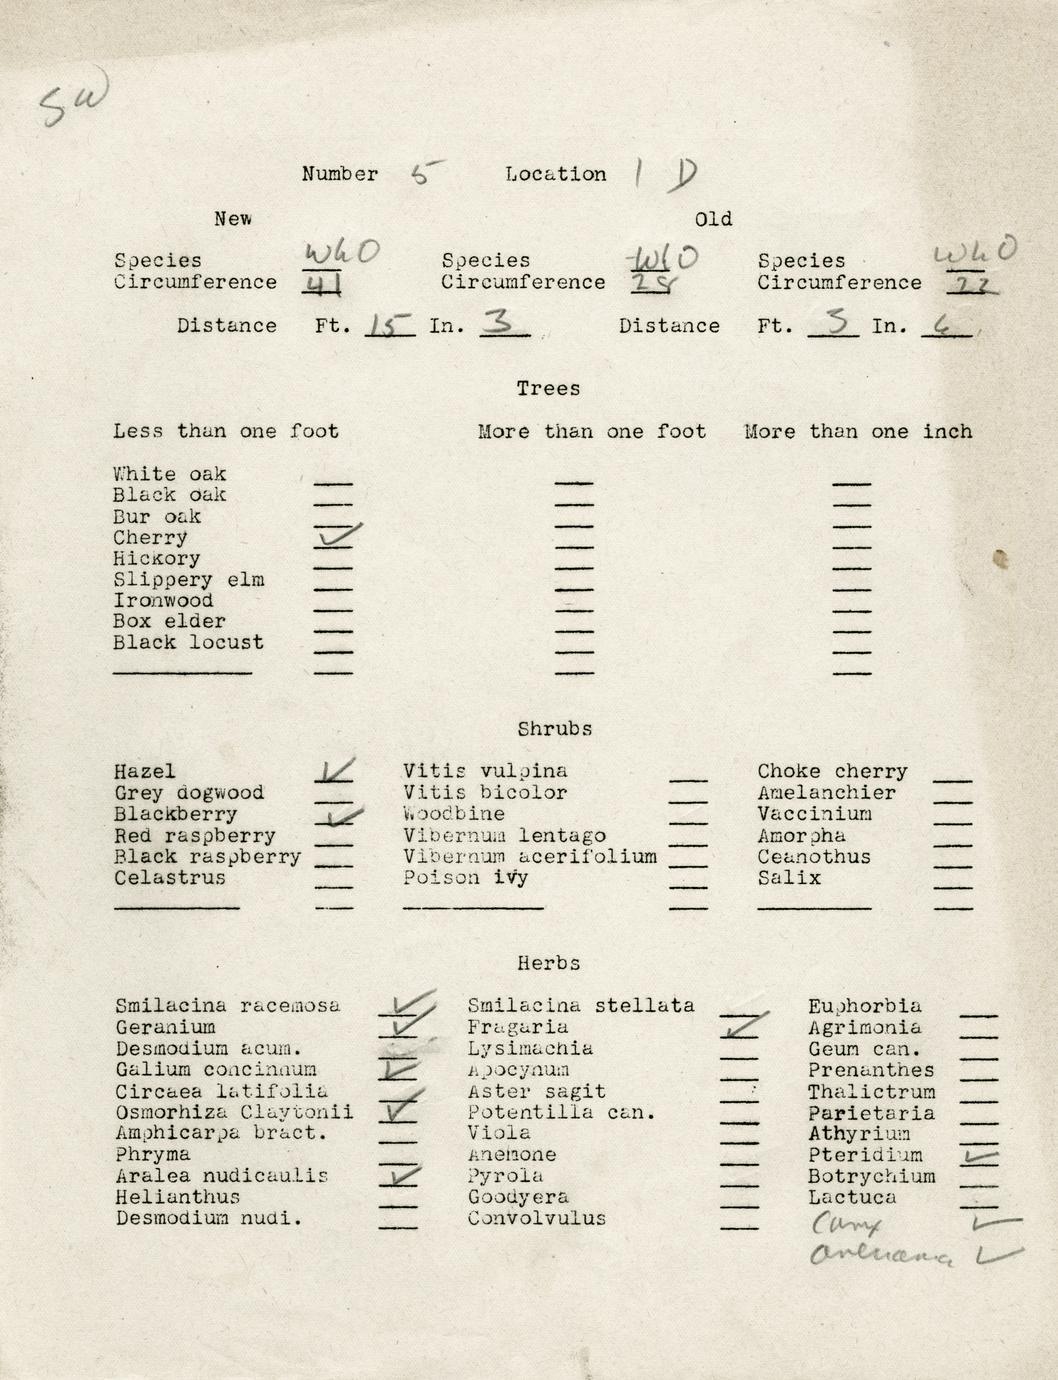 SW
Number 5 Location 1 D
New Old
Species WhO Species WhO Species WhO
Circumference 41 Circumference 28 Circumference 22
Distance Ft. 15 In. 3 Distance Ft. 3 In. 6
Trees
Less than one foot More than one foot More than one inch
White oak
Black oak
Bur oak
Cherry ✓
Hickory
Slippery elm
Ironwood
Box elder
Black locust
Shrubs
Hazel ✓ Vitis vulpina Choke cherry
Grey dogwood Vitis bicolor Amelanchier
Blackberry ✓ Woodbine Vaccinium
Red raspberry Vibernum lentago Amorpha
Black raspberry Vibernum acerifolium Ceanothus
Celastrus Poison ivy Salix
Herbs
Smilacina racemosa ✓ Smilacina stellata Euphorbia
Geranium ✓ Fragaria ✓ Agrimonia
Desmodium acum. Lysimachia Geum can.
Galium concinnum ✓ Apocynum Prenanthes
Circaea latifolia Aster sagit Thalictrum
Osmorhiza Claytonii ✓ Potentilla can. Parietaria
Amphicarpa bract. Viola Athyrium
Phryma Anemone Pteridium ✓
Aralea nudicaulis ✓ Pyrola Botrychium
Helianthus Goodyera Lactuca
Desmodium nudi. Convolvulus
Carex ✓
Arenaria ✓